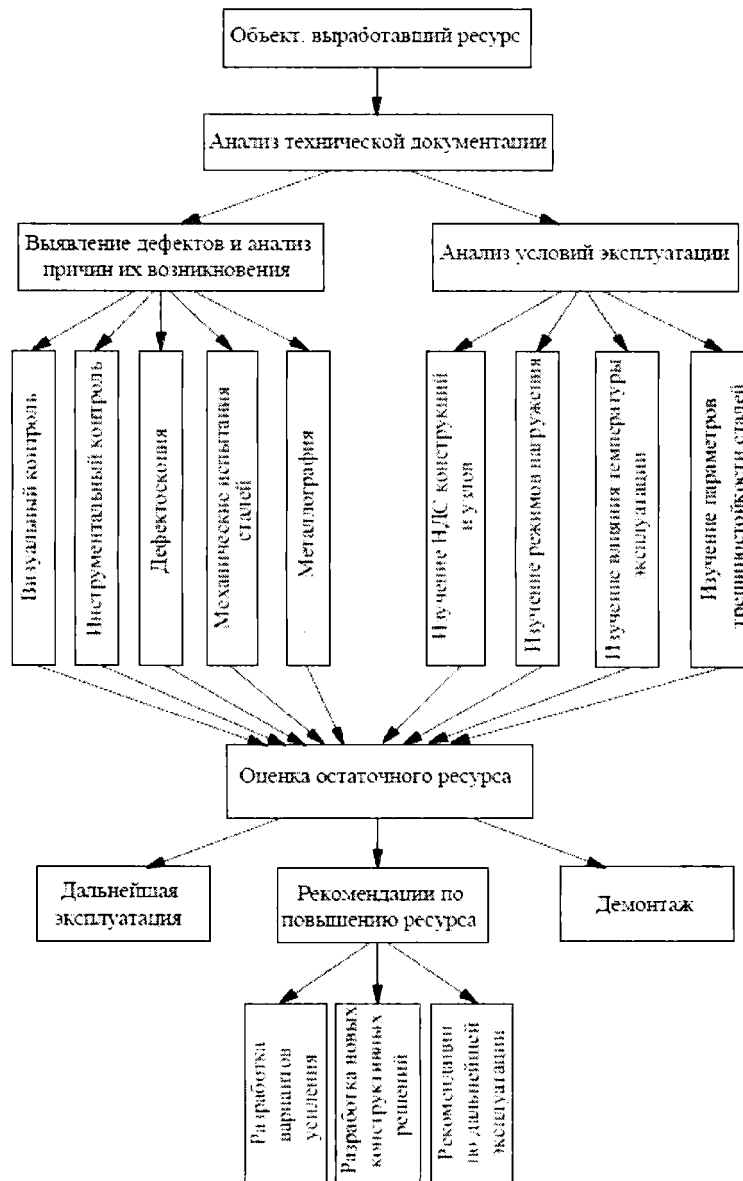 Объект. выработавший ресурс
Анализ технической документации
Выявление дефектов и анализ
причин их возникновения
Анализ условий эксплуатации
Визуальный контроль
Инструментальный контроль
Дефектоскопия
Механические испытания
сталей
Металлография
Изучение НДС конструкций
и узлов
Изучение режимов нагружения
Изучение влияния температуры
эксплуатации
Изучение параметров
трещиностойкости сталей
Оценка остаточного ресурса
Дальнейшая
эксплуатация
Рекомендации по
повышению ресурса
Демонтаж
Разработка
вариантов
усиления
Разработка новых
конструктивных
решений
Рекомендации
по дальнейшей
эксплуатации